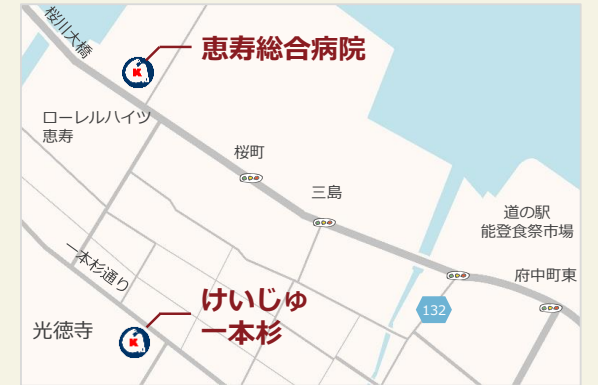 桜川大橋
恵寿総合病院
K
ローレルハイツ
恵寿
桜町
三島
道の駅
能登食祭市場
府中町東
一本杉通り
けいじゅ
一本杉
132
光徳寺
K